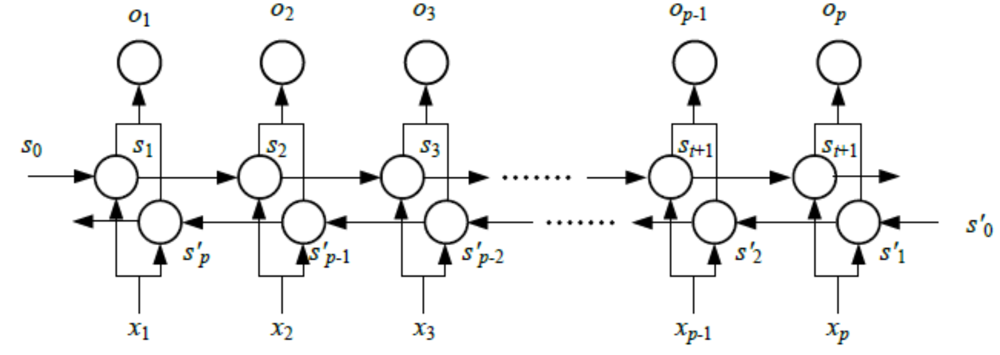 o1 o2 o3 op-1 op
s0 s1 s2 s3 st+1 st+1
....... .......
s'0
s'p s'p-1 s'p-2 s'2 s'1
x1 x2 x3 xp-1 xp